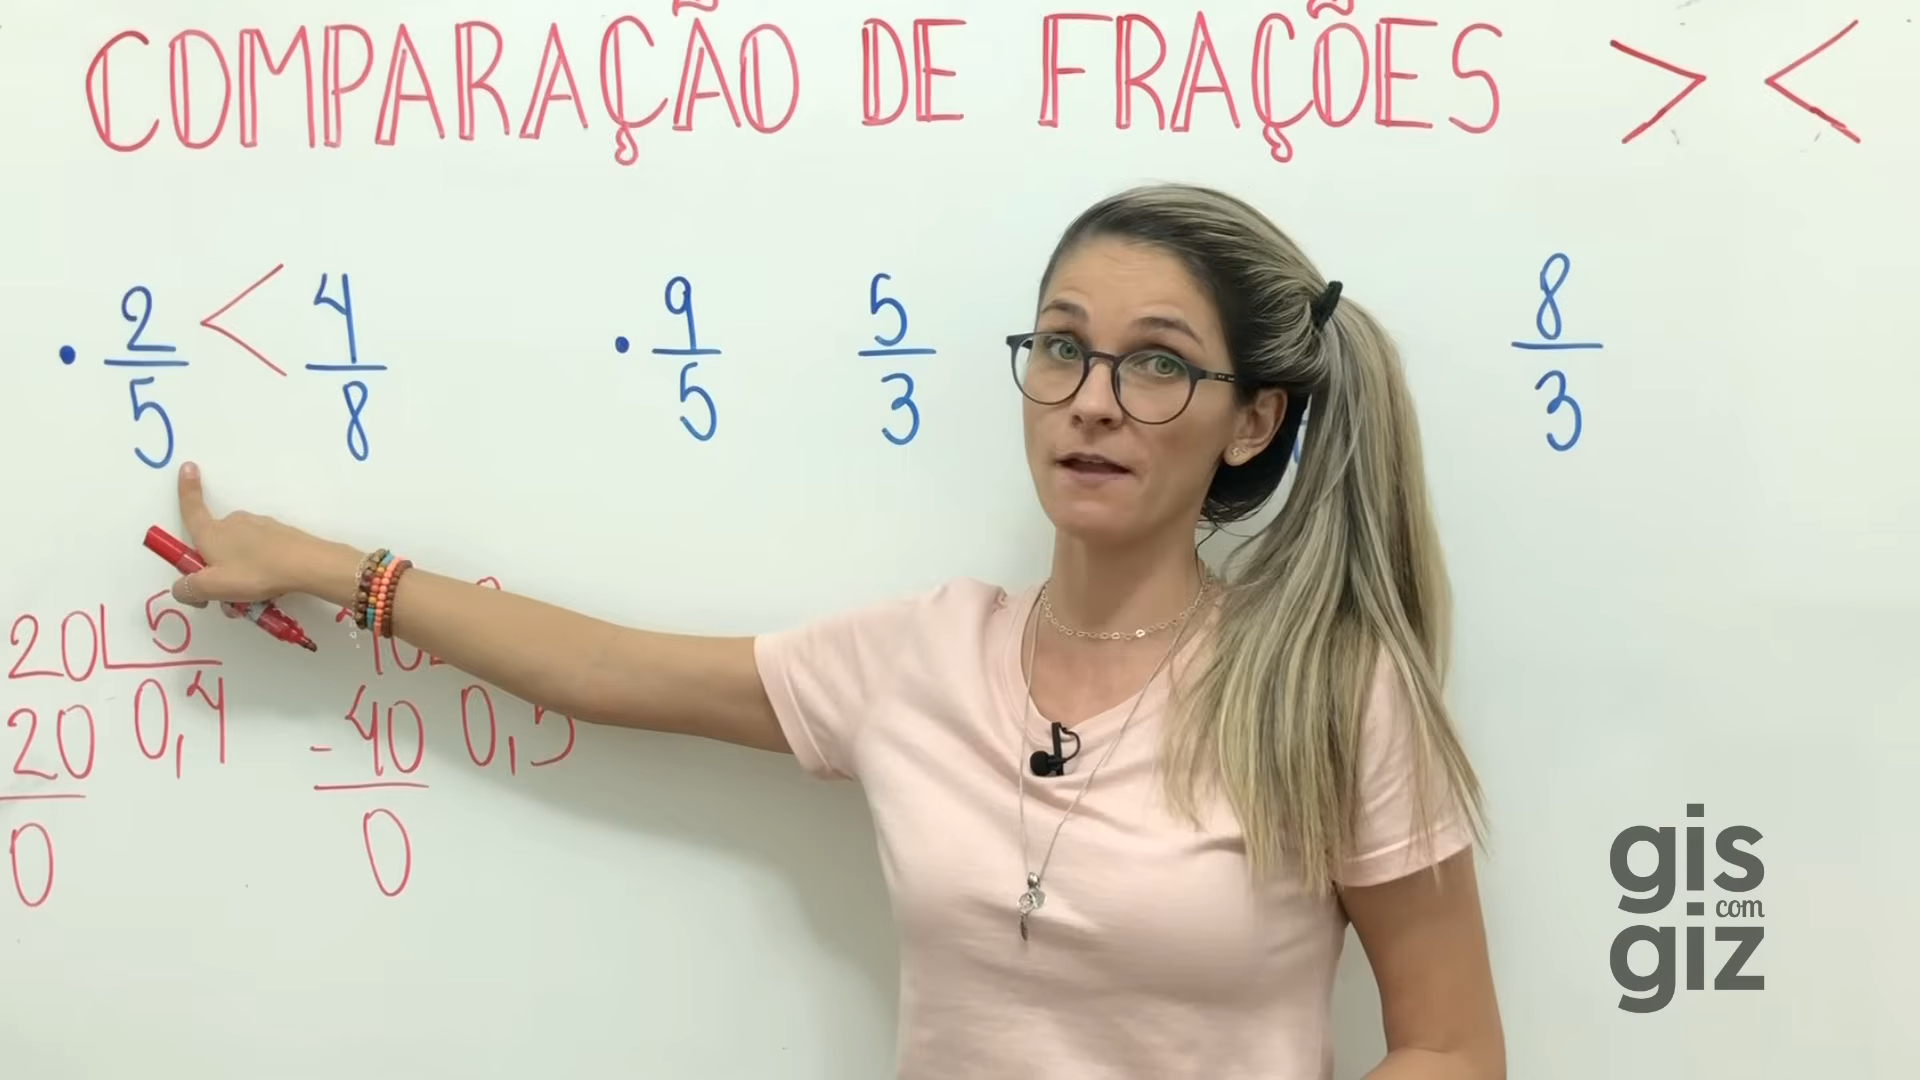 COMPARAÇÃO DE FRAÇÕES > <
• 2/5 < 4/8
• 9/5 5/3
8/3
20 5
20 0,4
0
40
- 40 0,5
0
gis
com
giz